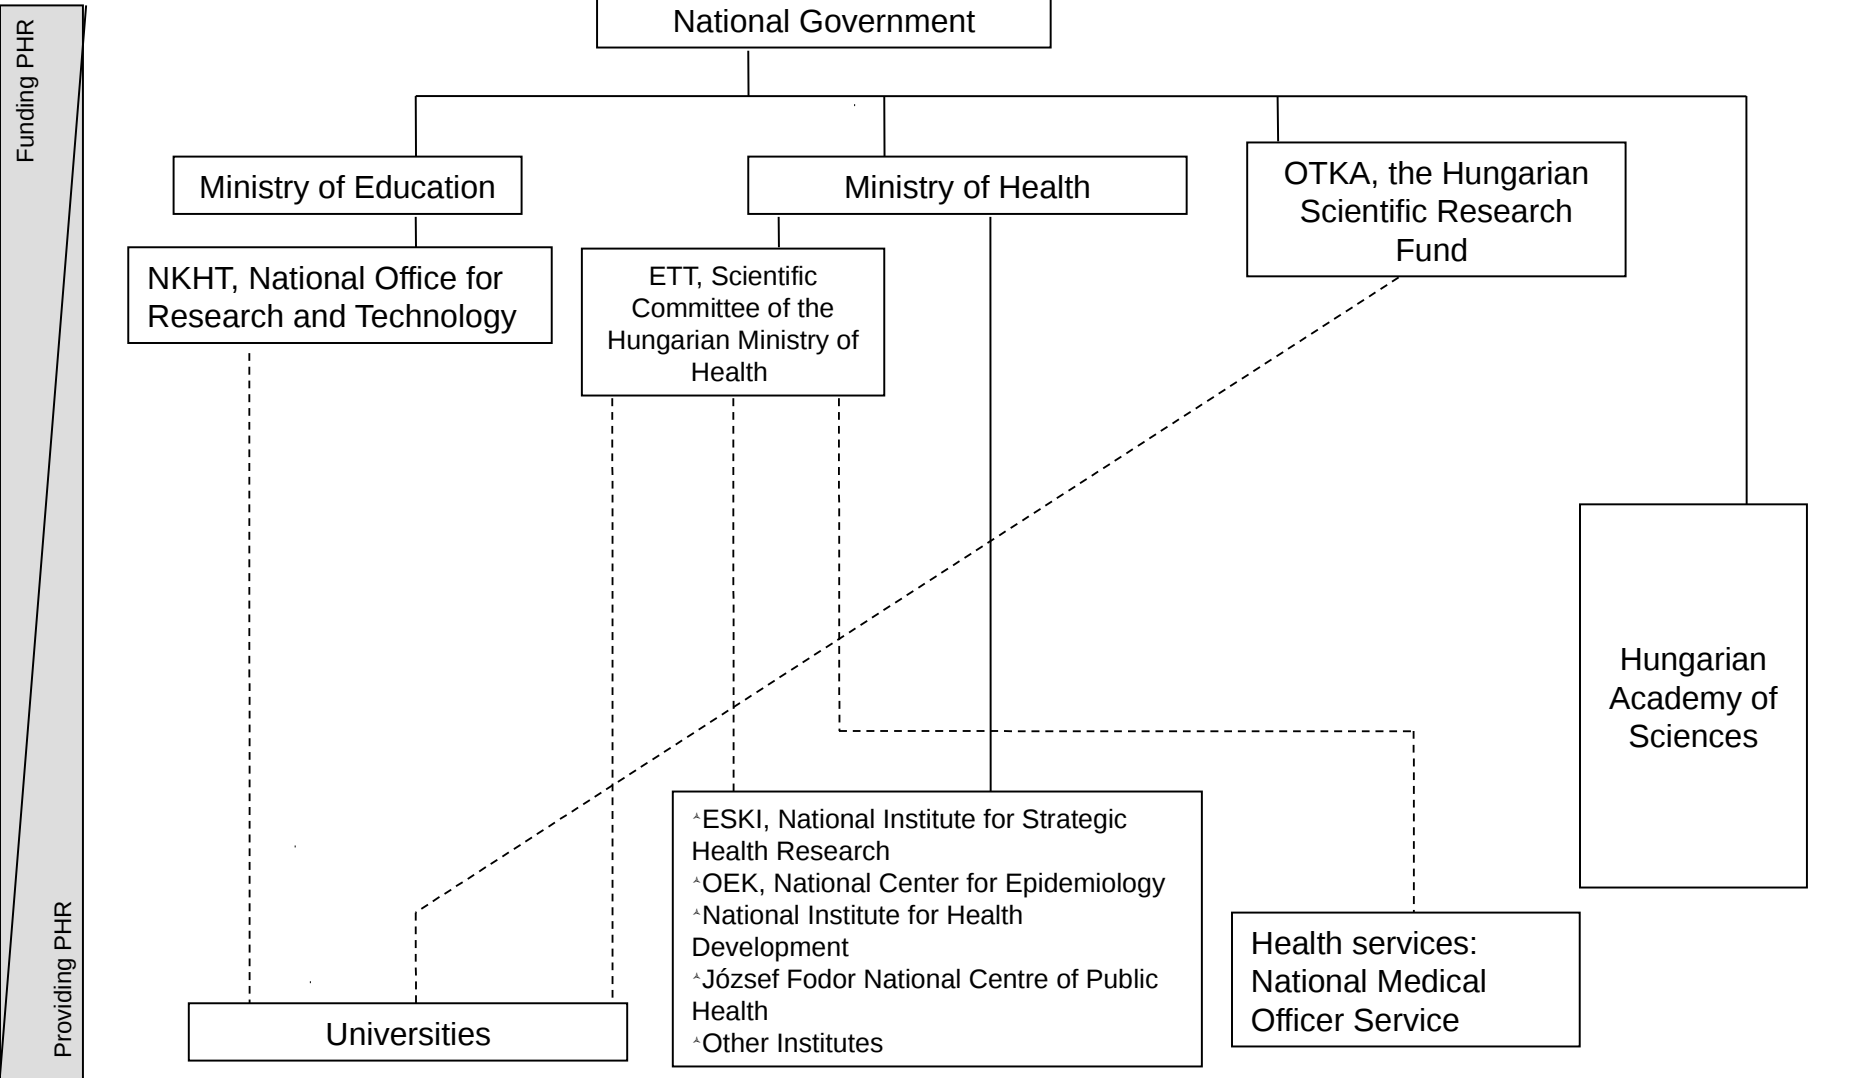 National Government
Funding PHR
Ministry of Education
Ministry of Health
OTKA, the Hungarian
Scientific Research
Fund
NKHT, National Office for
Research and Technology
ETT, Scientific
Committee of the
Hungarian Ministry of
Health
Hungarian
Academy of
Sciences
ESKI, National Institute for Strategic
Health Research
OEK, National Center for Epidemiology
National Institute for Health
Development
József Fodor National Centre of Public
Health
Other Institutes
Health services:
National Medical
Officer Service
Providing PHR
Universities